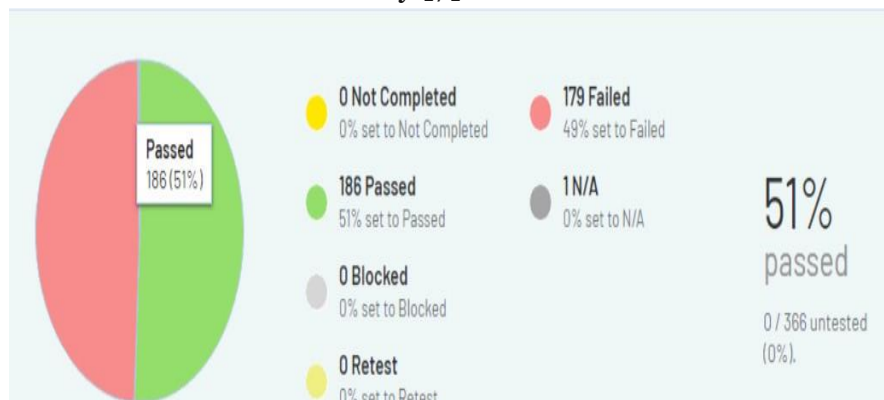 Passed
186 (51%)
0 Not Completed
0% set to Not Completed
186 Passed
51% set to Passed
0 Blocked
0% set to Blocked
0 Retest
0% set to Retest
179 Failed
49% set to Failed
1 N/A
0% set to N/A
51%
passed
0 / 366 untested
(0%).